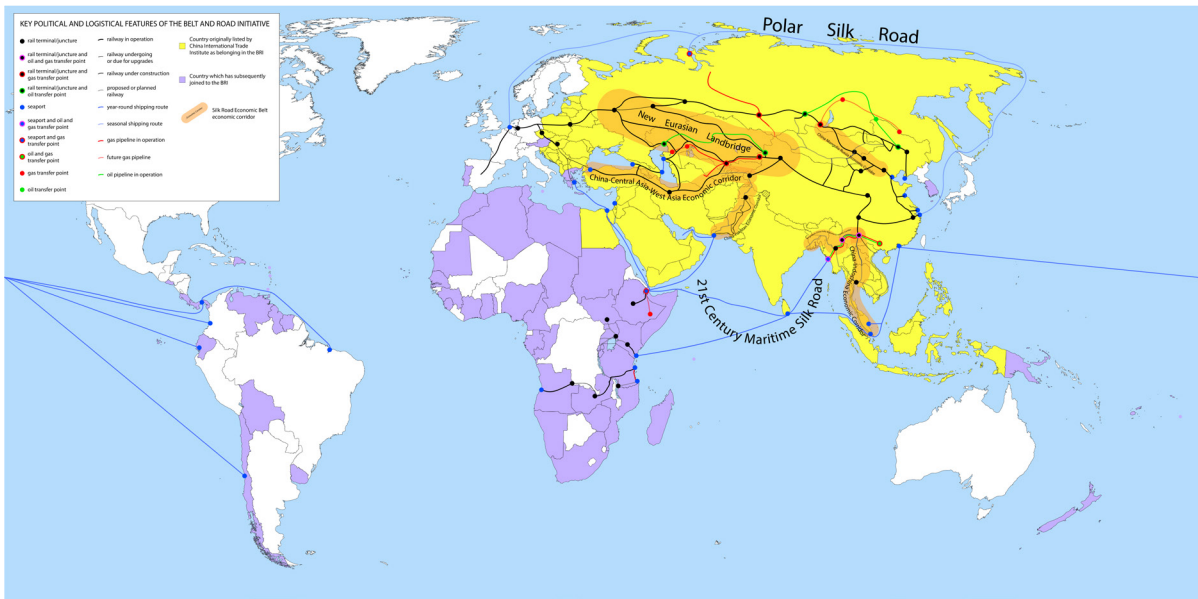 KEY POLITICAL AND LOGISTICAL FEATURES OF THE BELT AND ROAD INITIATIVE
rail terminal/juncture
rail terminal/juncture and
oil and gas transfer point
rail terminal/juncture and
gas transfer point
rail terminal/juncture and
oil transfer point
seaport
seaport and oil and
gas transfer point
seaport and gas
transfer point
oil and gas
transfer point
gas transfer point
oil transfer point
railway in operation
railway undergoing
or due for upgrades
railway under construction
proposed or planned
railway
year-round shipping route
seasonal shipping route
gas pipeline in operation
future gas pipeline
oil pipeline in operation
Country originally listed by
China International Trade
Institute as belonging in the BRI
Country which has subsequently
joined to the BRI
Silk Road Economic Belt
economic corridor
Polar Silk Road
New Eurasian Landbridge
China-Central Asia-West Asia Economic Corridor
21st Century Maritime Silk Road
China-Indochina
Economic Corridor